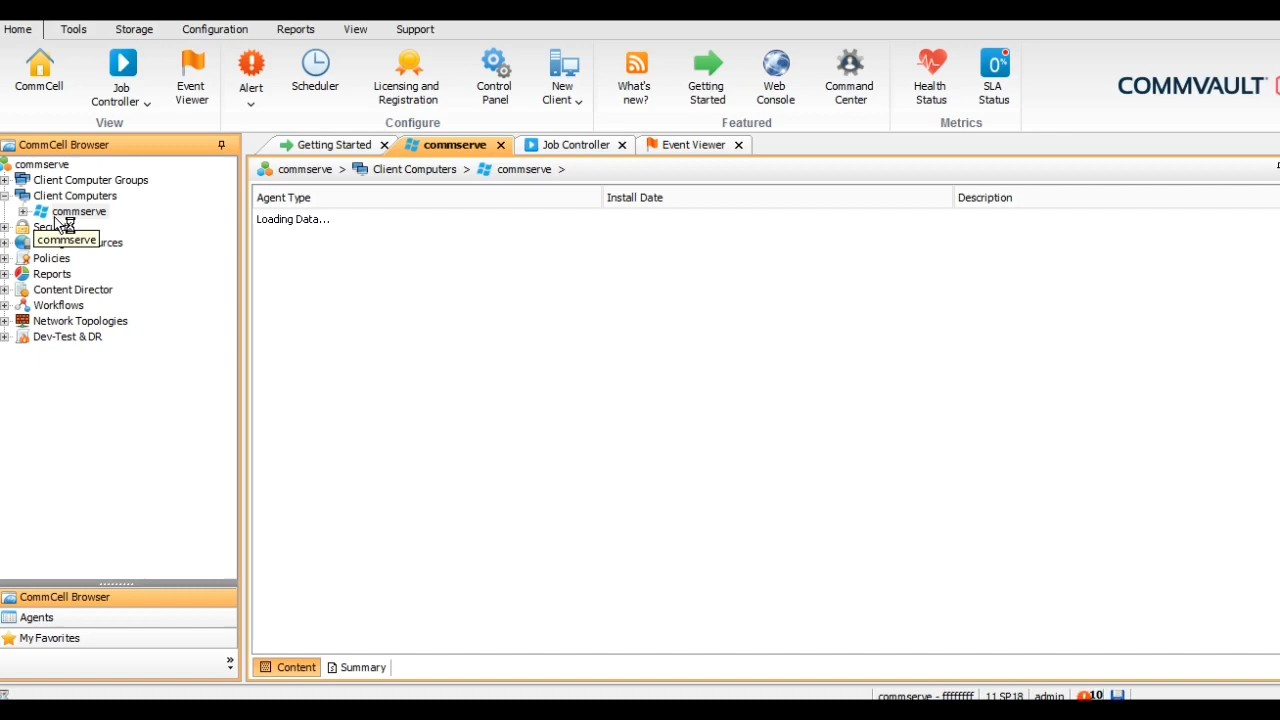 Home Tools Storage Configuration Reports View Support
CommCell
Job Controller
Event Viewer
Alert
Scheduler
Licensing and Registration
Control Panel
New Client
What's new?
Getting Started
Web Console
Command Center
Health Status
0%
SLA Status
View Configure Featured Metrics
COMMVAULT
CommCell Browser
commserve
Client Computer Groups
Client Computers
commserve
commserve
Policies
Reports
Content Director
Workflows
Network Topologies
Dev-Test & DR
CommCell Browser
Agents
My Favorites
»
Getting Started commserve Job Controller Event Viewer
commserve > Client Computers > commserve >
Agent Type Install Date Description
Loading Data...
Content Summary
commserve - ffffffff 11 SP18 admin 10